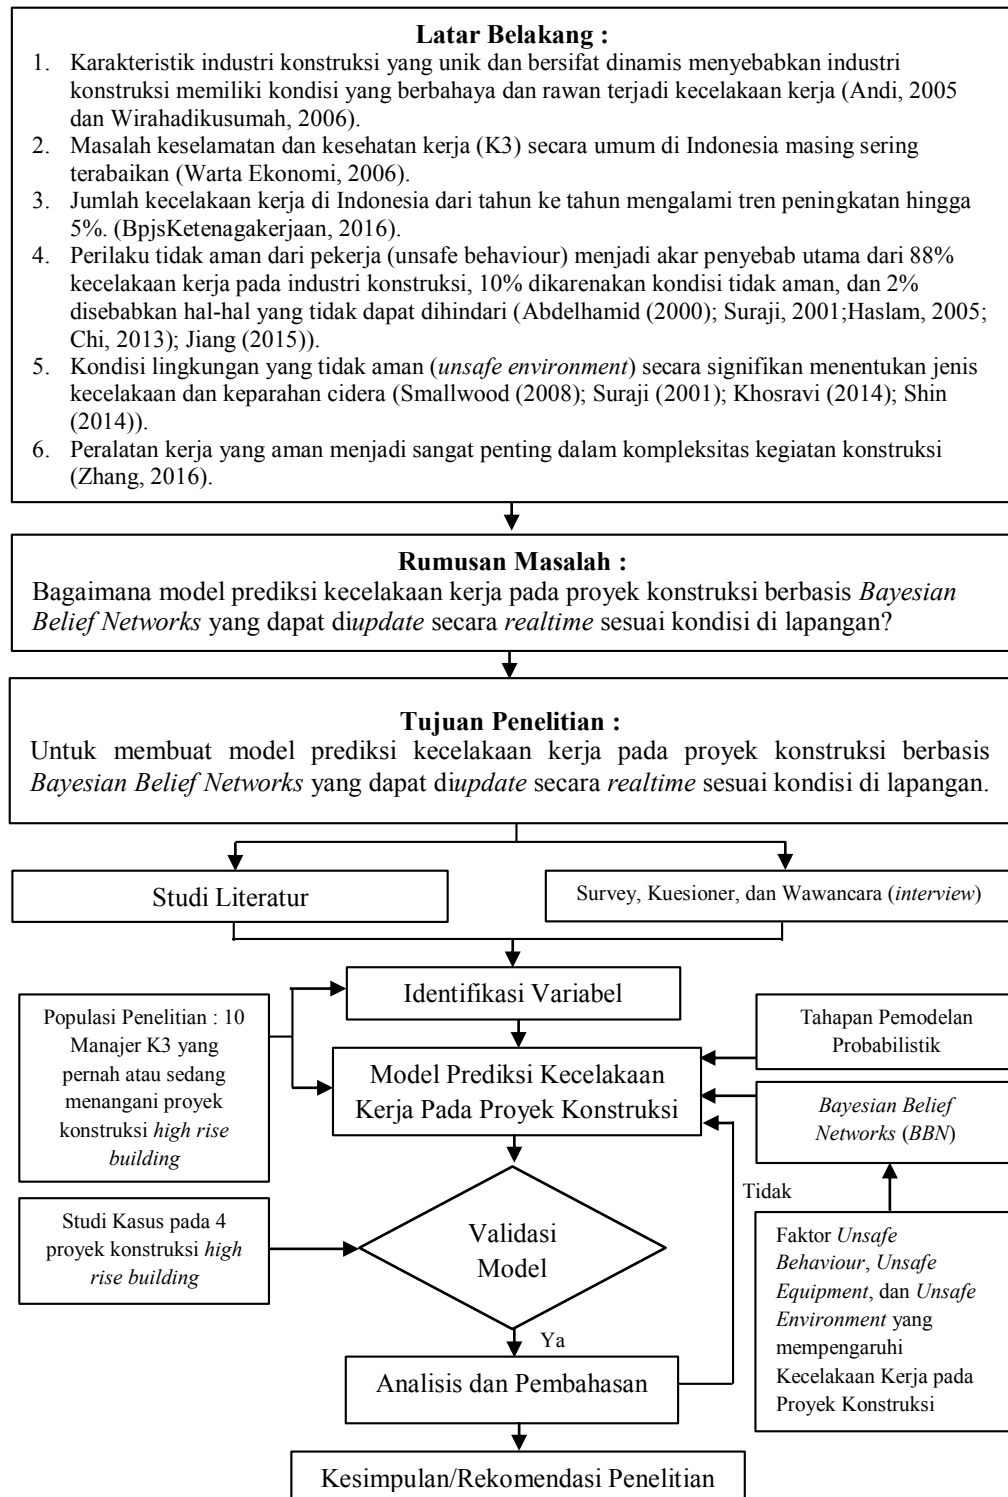 Latar Belakang :
1. Karakteristik industri konstruksi yang unik dan bersifat dinamis menyebabkan industri
konstruksi memiliki kondisi yang berbahaya dan rawan terjadi kecelakaan kerja (Andi, 2005
dan Wirahadikusumah, 2006).
2. Masalah keselamatan dan kesehatan kerja (K3) secara umum di Indonesia masing sering
terabaikan (Warta Ekonomi, 2006).
3. Jumlah kecelakaan kerja di Indonesia dari tahun ke tahun mengalami tren peningkatan hingga
5%. (BpjsKetenagakerjaan, 2016).
4. Perilaku tidak aman dari pekerja (unsafe behaviour) menjadi akar penyebab utama dari 88%
kecelakaan kerja pada industri konstruksi, 10% dikarenakan kondisi tidak aman, dan 2%
disebabkan hal-hal yang tidak dapat dihindari (Abdelhamid (2000); Suraji, 2001;Haslam, 2005;
Chi, 2013); Jiang (2015)).
5. Kondisi lingkungan yang tidak aman (unsafe environment) secara signifikan menentukan jenis
kecelakaan dan keparahan cidera (Smallwood (2008); Suraji (2001); Khosravi (2014); Shin
(2014)).
6. Peralatan kerja yang aman menjadi sangat penting dalam kompleksitas kegiatan konstruksi
(Zhang, 2016).
Rumusan Masalah :
Bagaimana model prediksi kecelakaan kerja pada proyek konstruksi berbasis Bayesian
Belief Networks yang dapat diupdate secara realtime sesuai kondisi di lapangan?
Tujuan Penelitian :
Untuk membuat model prediksi kecelakaan kerja pada proyek konstruksi berbasis
Bayesian Belief Networks yang dapat diupdate secara realtime sesuai kondisi di lapangan.
Studi Literatur
Survey, Kuesioner, dan Wawancara (interview)
Identifikasi Variabel
Populasi Penelitian : 10
Manajer K3 yang
pernah atau sedang
menangani proyek
konstruksi high rise
building
Model Prediksi Kecelakaan
Kerja Pada Proyek Konstruksi
Tahapan Pemodelan
Probabilistik
Bayesian Belief
Networks (BBN)
Tidak
Studi Kasus pada 4
proyek konstruksi high
rise building
Validasi
Model
Faktor Unsafe
Behaviour, Unsafe
Equipment, dan Unsafe
Environment yang
mempengaruhi
Kecelakaan Kerja pada
Proyek Konstruksi
Ya
Analisis dan Pembahasan
Kesimpulan/Rekomendasi Penelitian